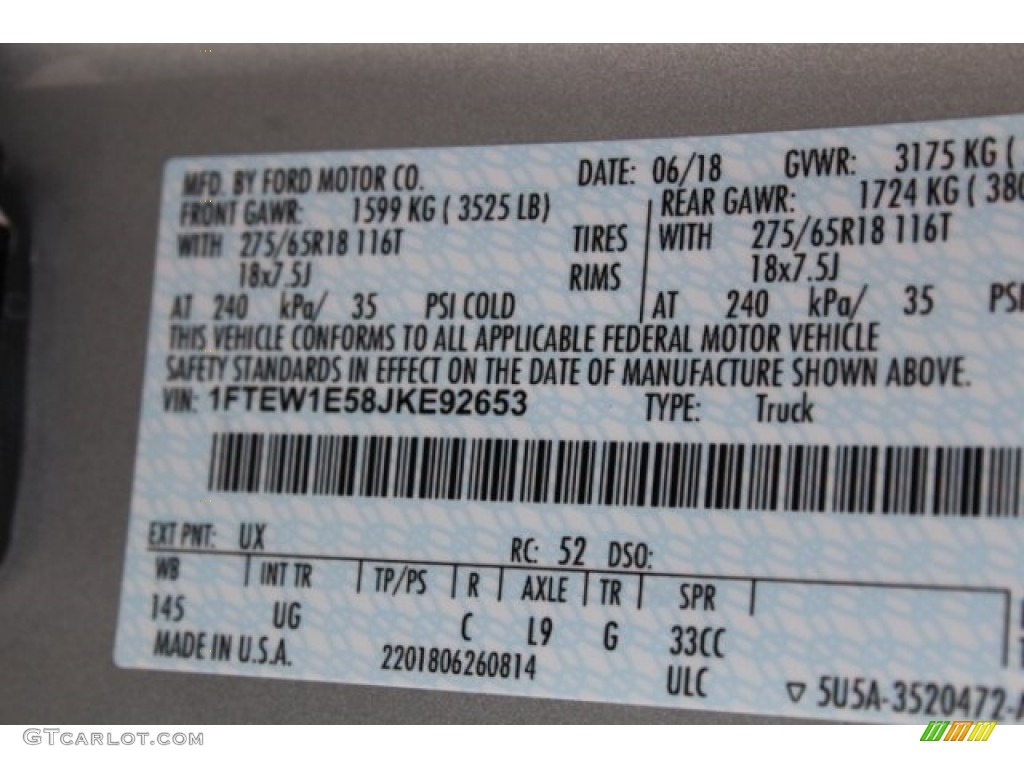 MFD. BY FORD MOTOR CO. DATE: 06/18 GVWR: 3175 KG (
FRONT GAWR: 1599 KG ( 3525 LB) REAR GAWR: 1724 KG ( 380
WITH 275/65R18 116T TIRES WITH 275/65R18 116T
18x7.5J RIMS 18x7.5J
AT 240 kPa/ 35 PSI COLD AT 240 kPa/ 35 PSI
THIS VEHICLE CONFORMS TO ALL APPLICABLE FEDERAL MOTOR VEHICLE
SAFETY STANDARDS IN EFFECT ON THE DATE OF MANUFACTURE SHOWN ABOVE.
VIN: 1FTEW1E58JKE92653 TYPE: Truck
EXT PNT: UX RC: 52 DSO:
WB INT TR TP/PS R AXLE TR SPR
145 UG C L9 G 33CC
MADE IN U.S.A. 2201806260814 ULC ▽ 5U5A-3520472-
GTcarlot.com